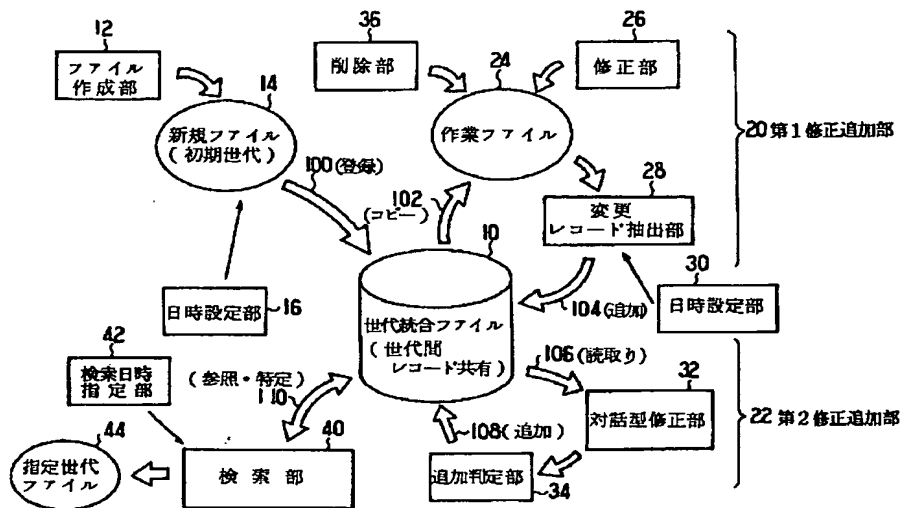 12
ファイル
作成部
14
新規ファイル
(初期世代)
36
削除部
24
作業ファイル
26
修正部
20 第1修正追加部
100(登録)
102
(コピー)
28
変更
レコード抽出部
10
世代統合ファイル
(世代間
レコード共有)
104(追加)
30
日時設定部
日時設定部
16
42
検索日時
指定部
(参照・特定)
110
106(読取り)
32
対話型修正部
22 第2修正追加部
44
指定世代
ファイル
40
検索部
108(追加)
追加判定部
34